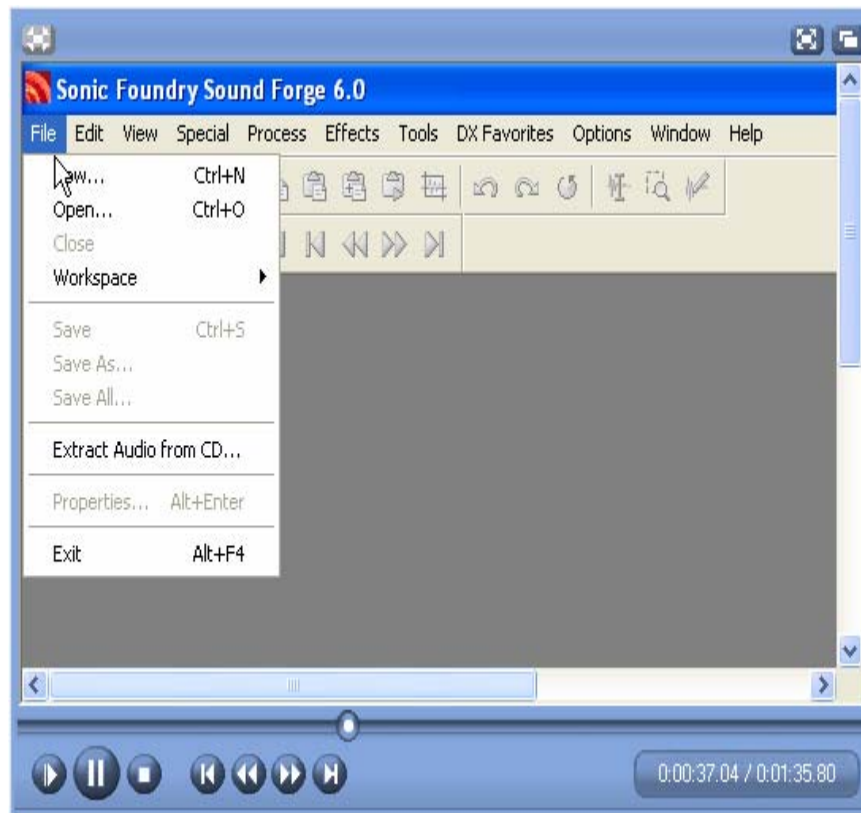 Sonic Foundry Sound Forge 6.0
File Edit View Special Process Effects Tools DX Favorites Options Window Help
Ctrl+N
Open... Ctrl+O
Close
Workspace
Save Ctrl+S
Save As...
Save All...
Extract Audio from CD...
Properties... Alt+Enter
Exit Alt+F4
0:00:37.04 / 0:01:35.80